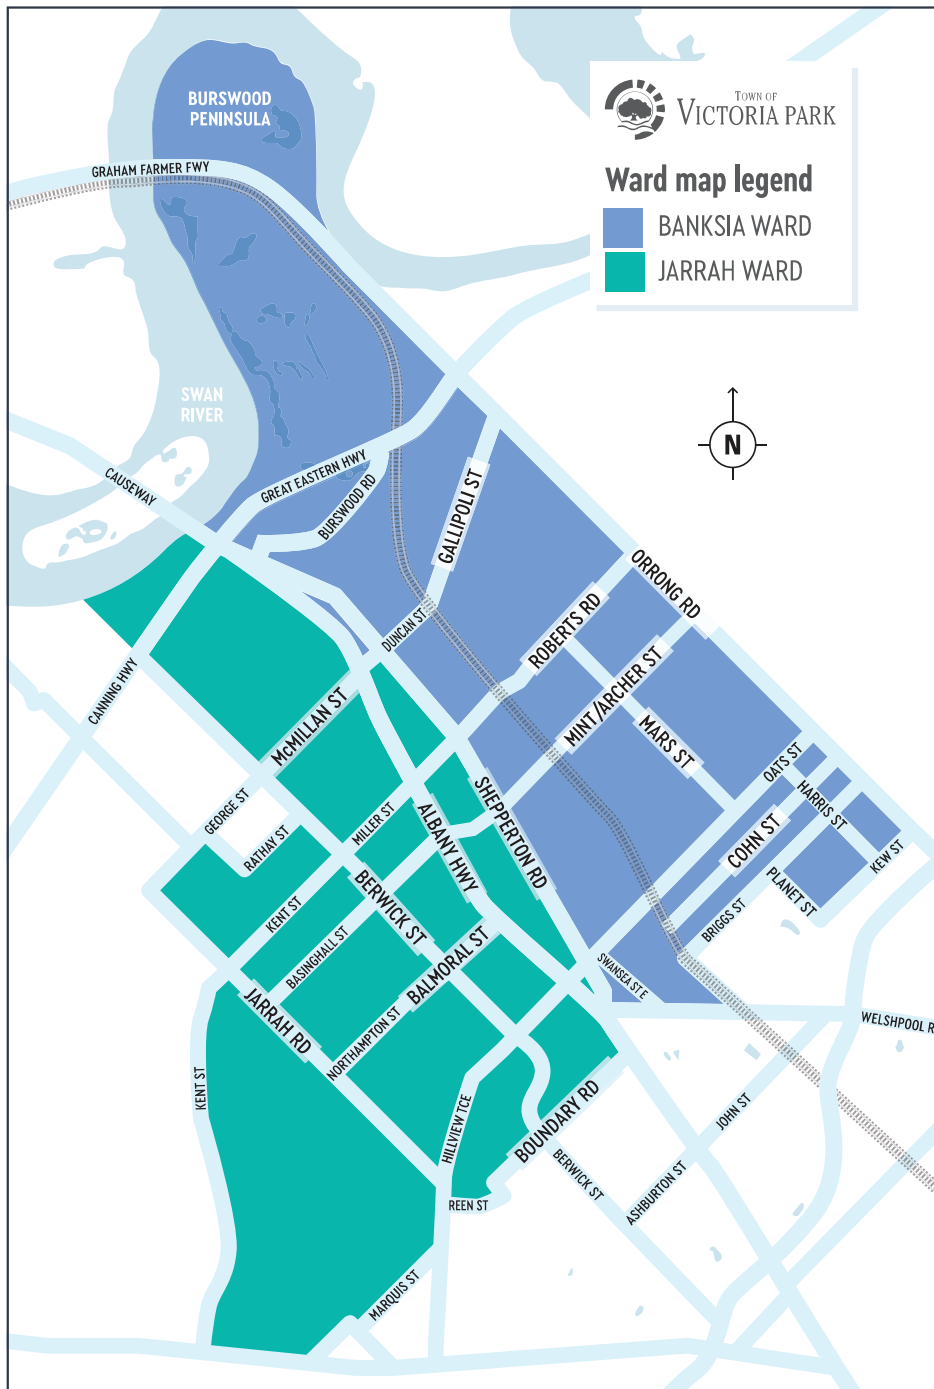 BURSWOOD
PENINSULA
TOWN OF
VICTORIA PARK
Ward map legend
BANKSIA WARD
JARRAH WARD
GRAHAM FARMER FWY
SWAN
RIVER
N
CAUSEWAY
GREAT EASTERN HWY
BURSWOOD RD
GALLIPOLI ST
ORRONG RD
ROBERTS RD
DUNCAN ST
MINT/ARCHER ST
CANNING HWY
McMILLAN ST
MARS ST
OATS ST
HARRIS ST
GEORGE ST
RATHAY ST
MILLER ST
ALBANY HWY
SHEPPERTON RD
COHN ST
KEW ST
PLANET ST
BRIGGS ST
KENT ST
BERWICK ST
BASINGHALL ST
BALMORAL ST
SWANSEA ST E
JARRAH RD
NORTHAMPTON ST
WELSHPOOL R
KENT ST
HILLVIEW TCE
BOUNDARY RD
JOHN ST
BERWICK ST
ASHBURTON ST
REEN ST
MARQUIS ST